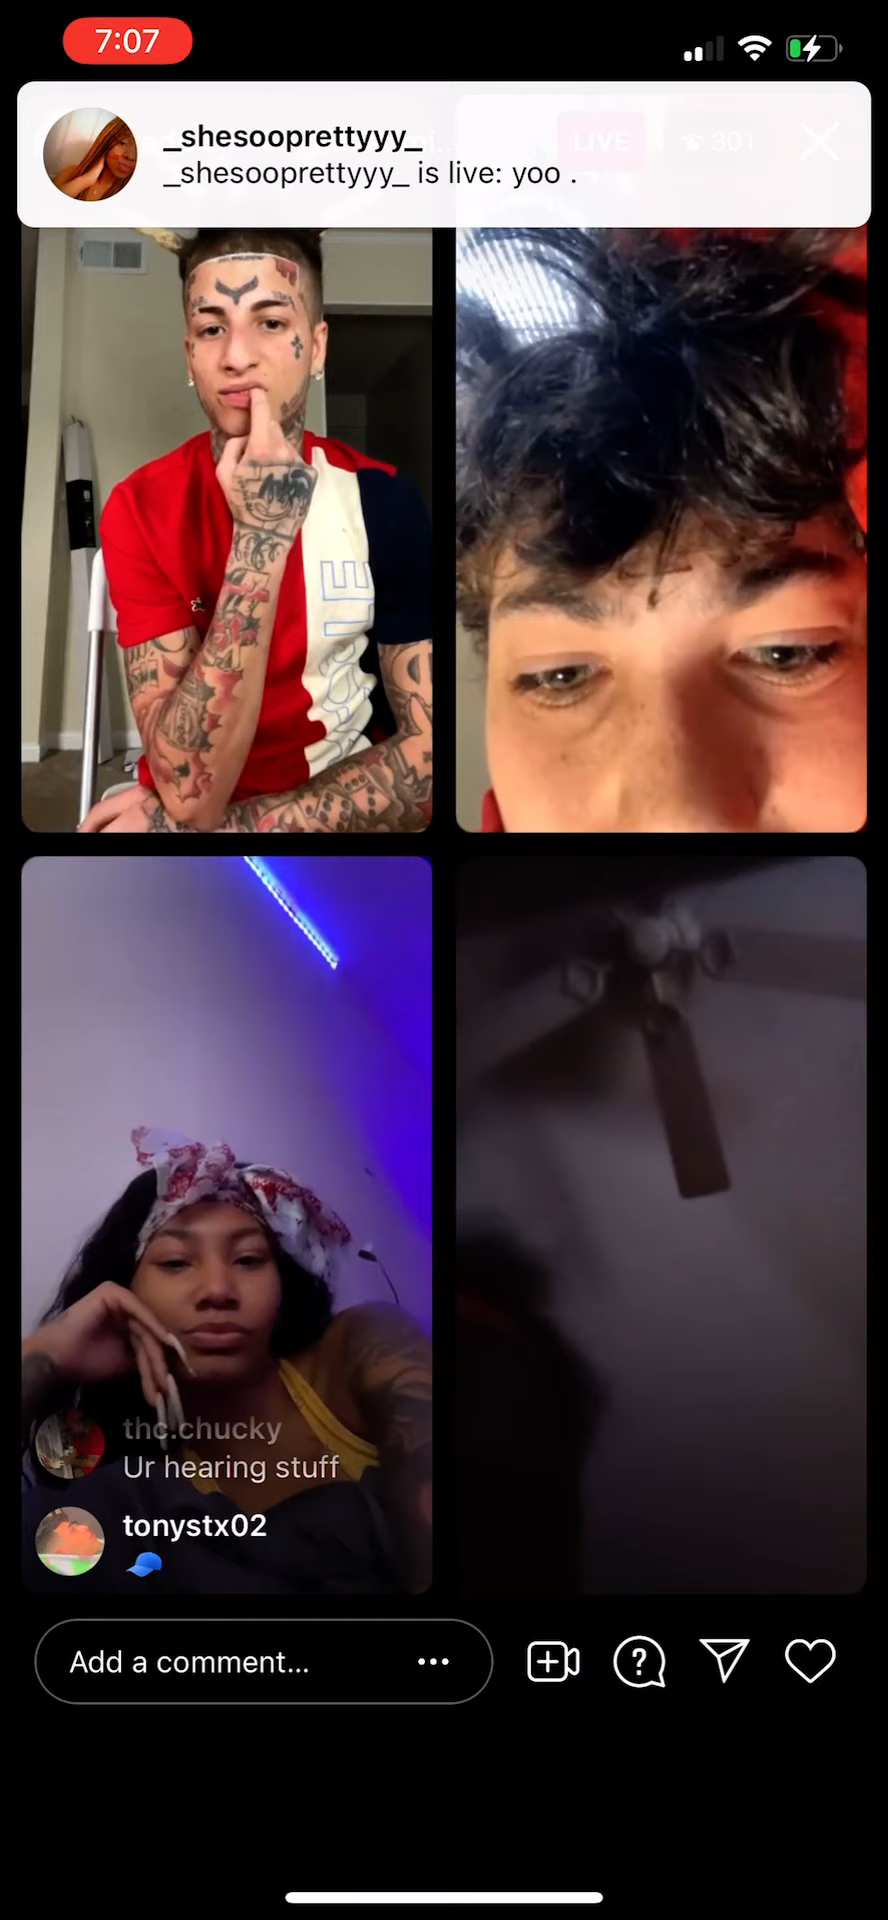 7:07
_shesooprettyyy_
LIVE
301
_shesooprettyyy_ is live: yoo .
thc.chucky
Ur hearing stuff
tonystx02
🧢
Add a comment...